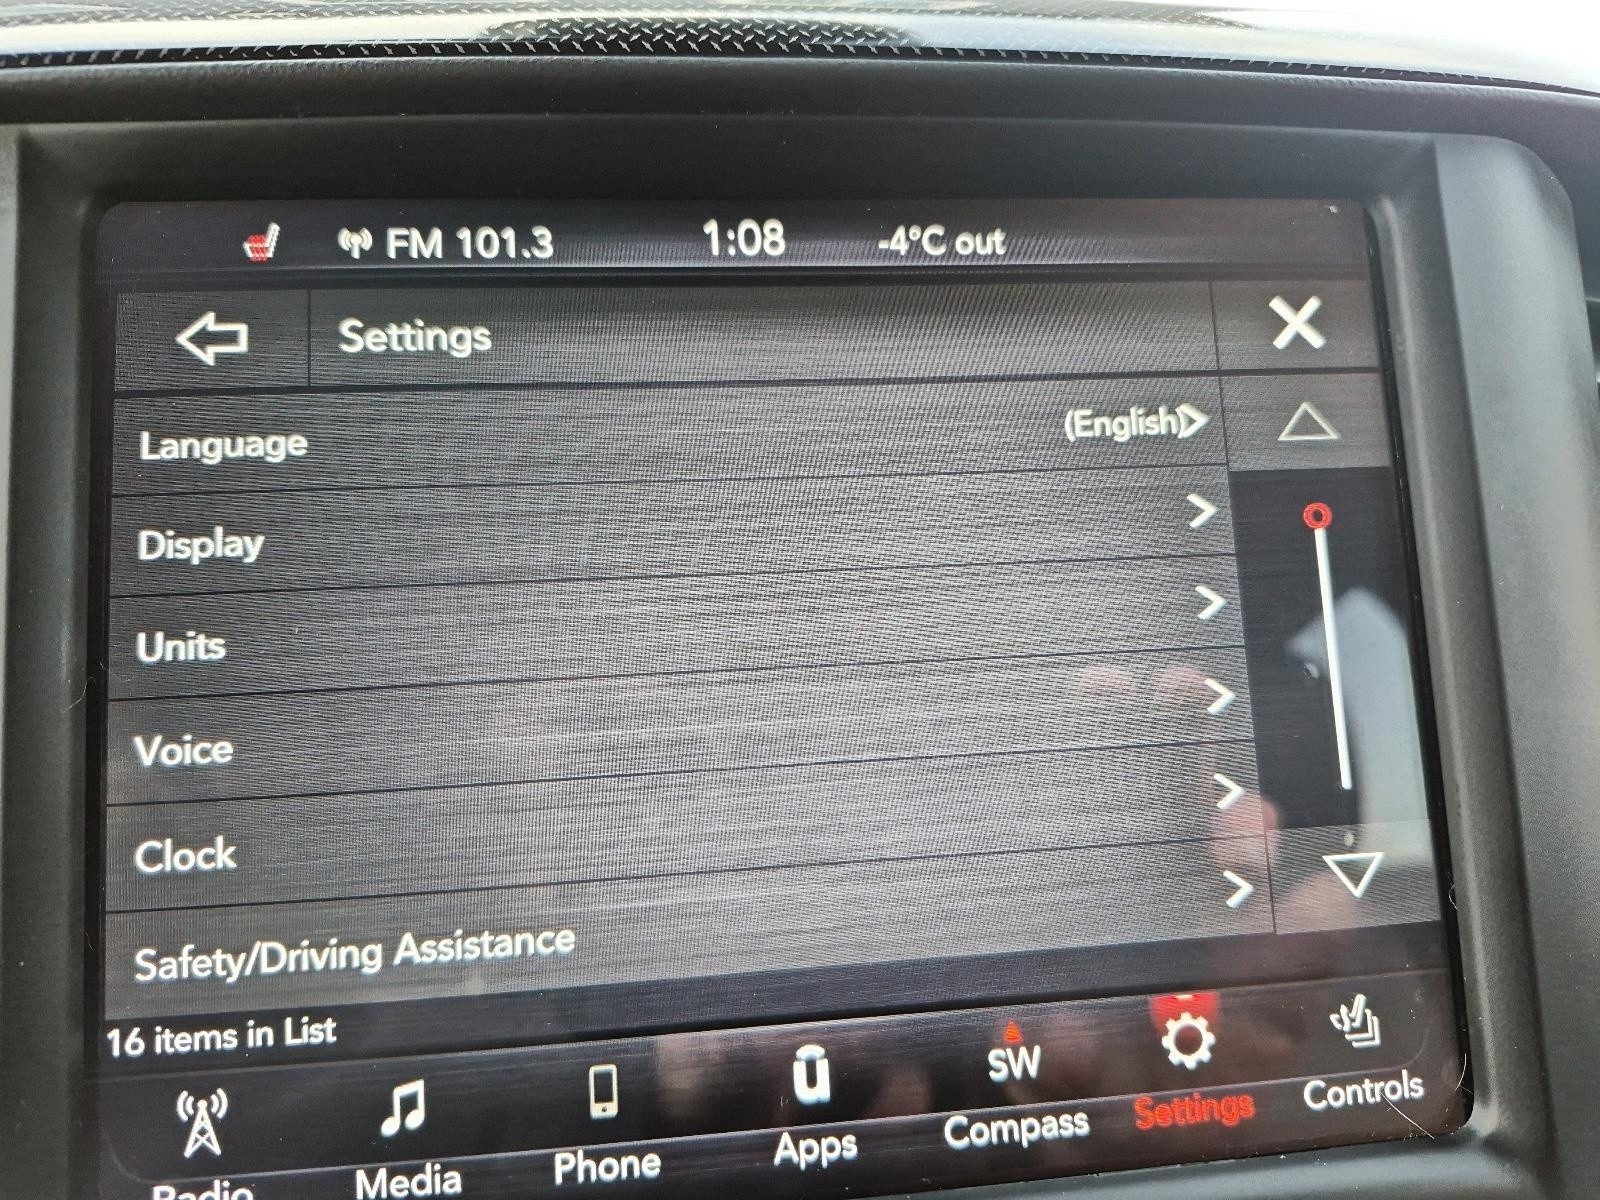 FM 101.3 1:08 -4°C out
Settings
Language (English)
Display
Units
Voice
Clock
Safety/Driving Assistance
16 items in List
SW
Radio Media Phone Apps Compass Settings Controls